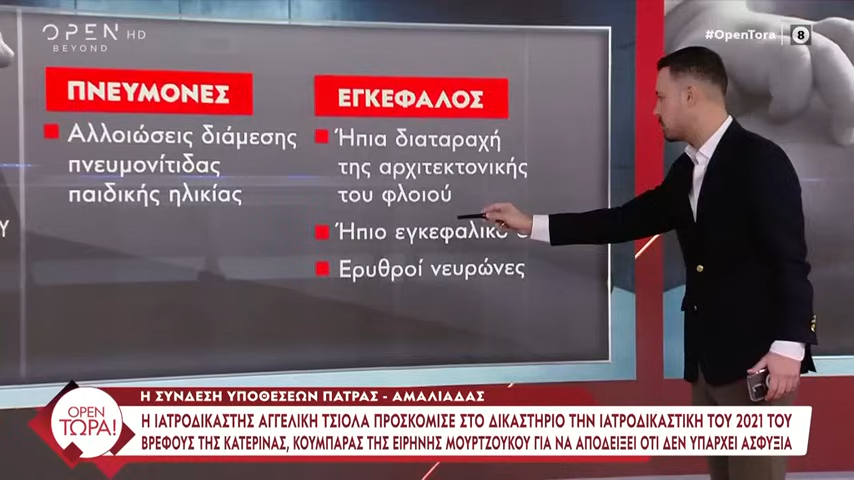 OPEN HD
BEYOND
#OpenTora
8
ΠΝΕΥΜΟΝΕΣ
Αλλοιώσεις διάμεσης
πνευμονίτιδας
παιδικής ηλικίας
ΕΓΚΕΦΑΛΟΣ
Ήπια διαταραχή
της αρχιτεκτονικής
του φλοιού
Ήπιο εγκεφαλικό
Ερυθροί νευρώνες
Η ΣΥΝΔΕΣΗ ΥΠΟΘΕΣΕΩΝ ΠΑΤΡΑΣ - ΑΜΑΛΙΑΔΑΣ
OPEN
ΤΩΡΑ!
Η ΙΑΤΡΟΔΙΚΑΣΤΗΣ ΑΓΓΕΛΙΚΗ ΤΣΙΟΛΑ ΠΡΟΣΚΟΜΙΣΕ ΣΤΟ ΔΙΚΑΣΤΗΡΙΟ ΤΗΝ ΙΑΤΡΟΔΙΚΑΣΤΙΚΗ ΤΟΥ 2021 ΤΟΥ
ΒΡΕΦΟΥΣ ΤΗΣ ΚΑΤΕΡΙΝΑΣ, ΚΟΥΜΠΑΡΑΣ ΤΗΣ ΕΙΡΗΝΗΣ ΜΟΥΡΤΖΟΥΚΟΥ ΓΙΑ ΝΑ ΑΠΟΔΕΙΞΕΙ ΟΤΙ ΔΕΝ ΥΠΑΡΧΕΙ ΑΣΦΥΞΙΑ